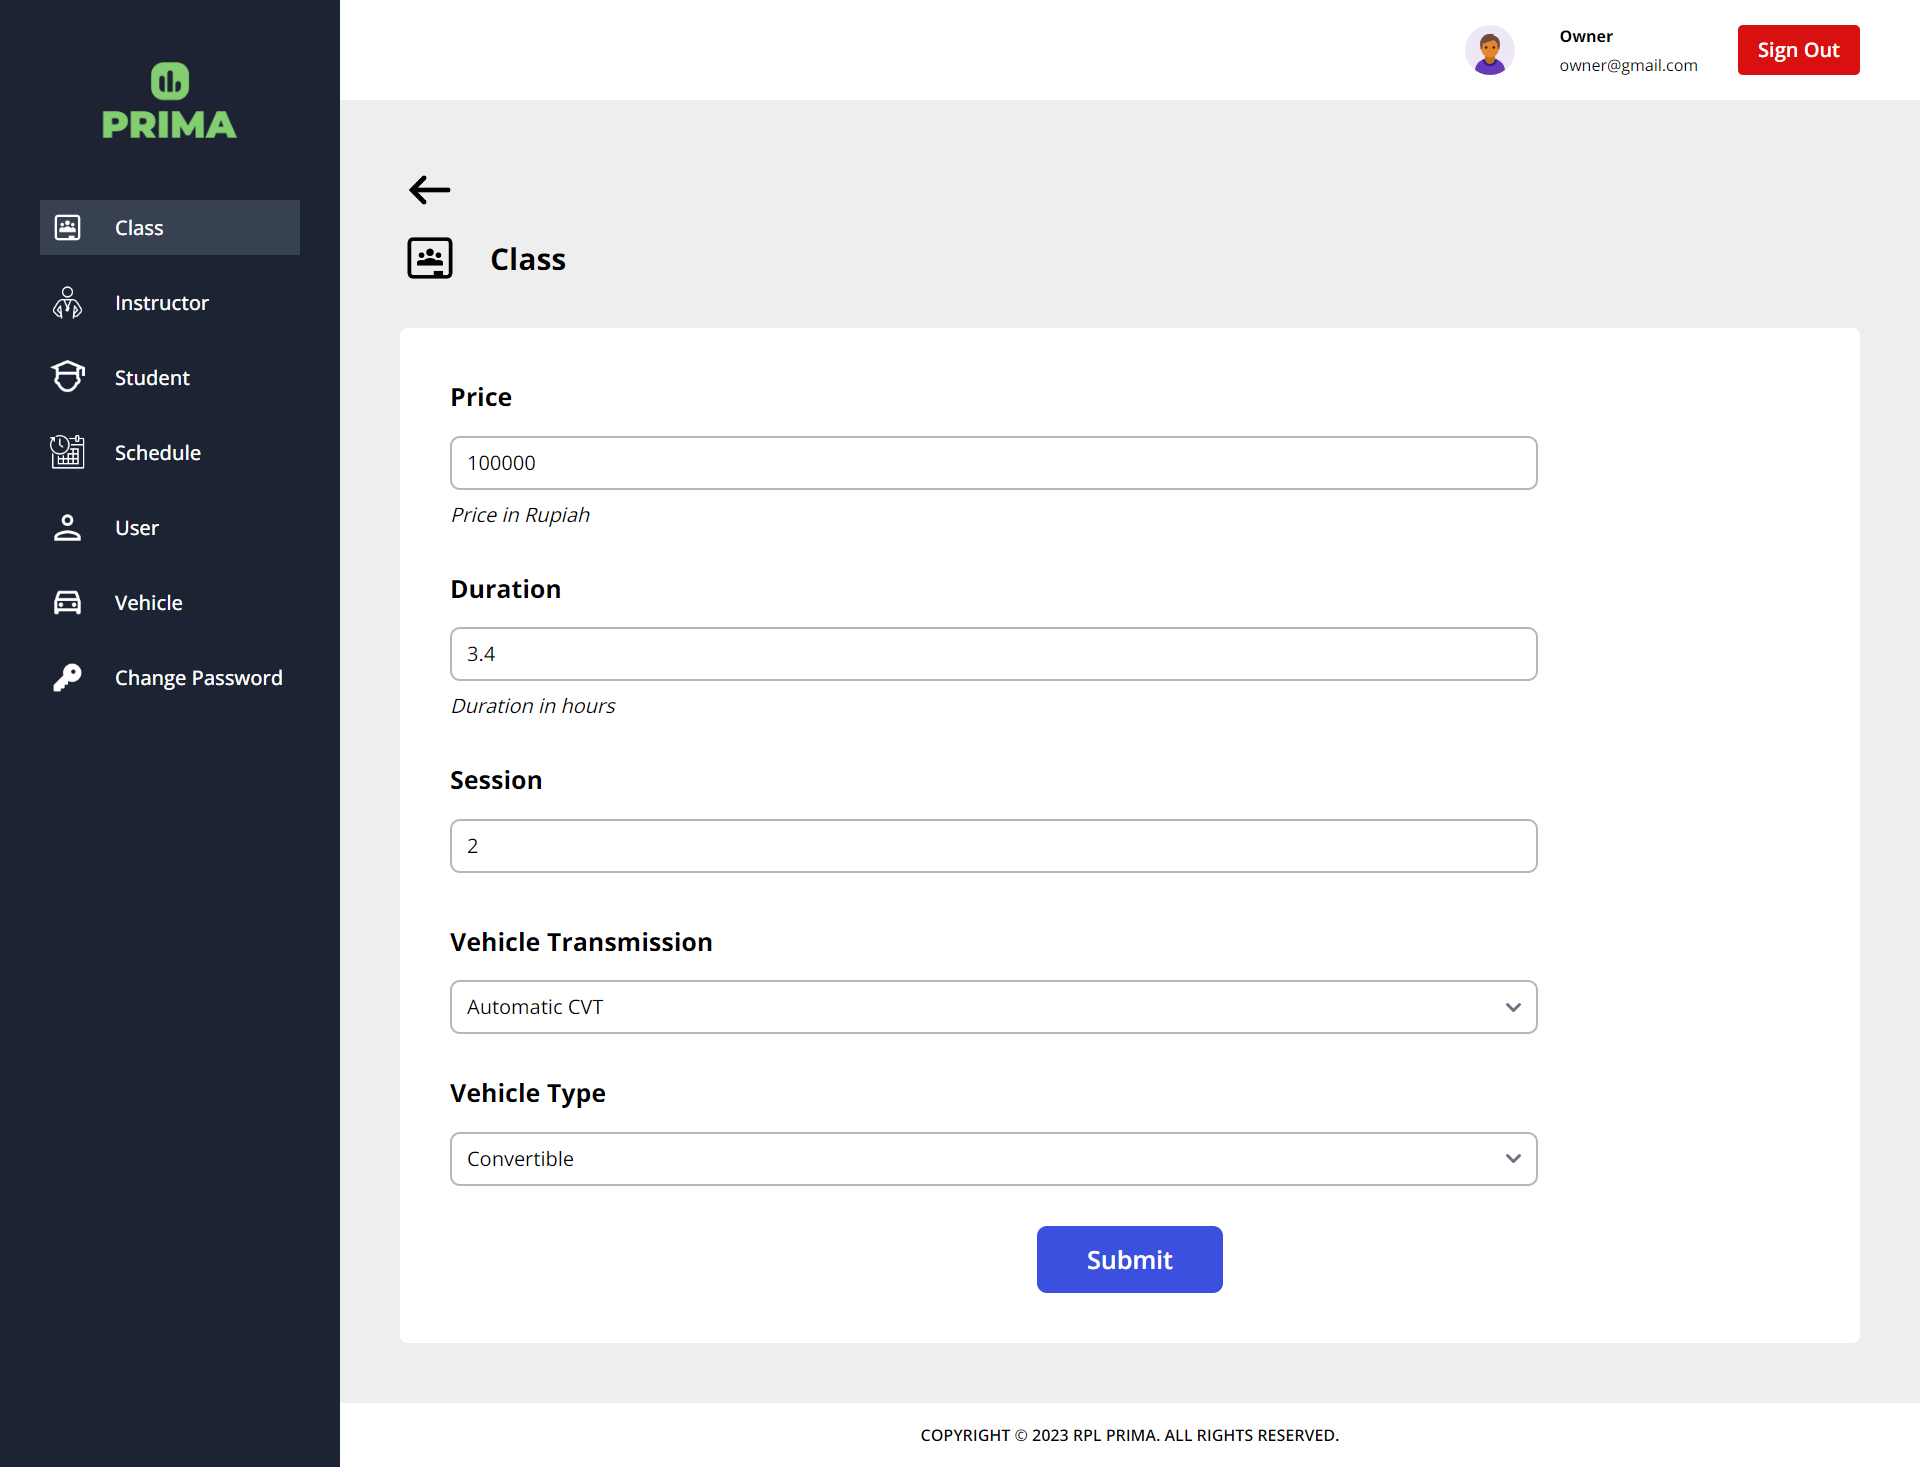 PRIMA
Class
Instructor
Student
Schedule
User
Vehicle
Change Password
Owner
owner@gmail.com
Sign Out
Class
Price
100000
Price in Rupiah
Duration
3.4
Duration in hours
Session
2
Vehicle Transmission
Automatic CVT
Vehicle Type
Convertible
Submit
COPYRIGHT © 2023 RPL PRIMA. ALL RIGHTS RESERVED.